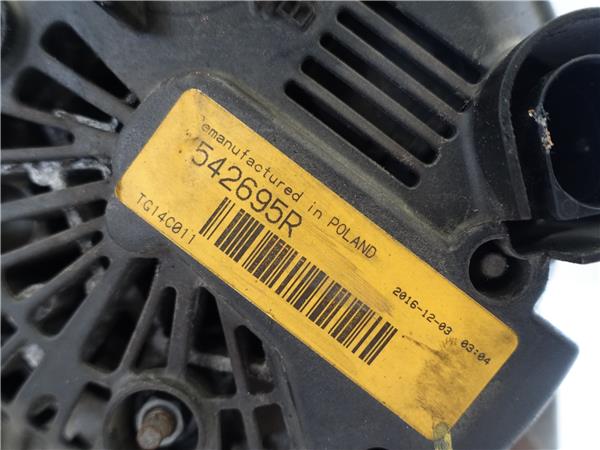 Remanufactured in POLAND
542695R
TG14C011
2016-12-03 03:04